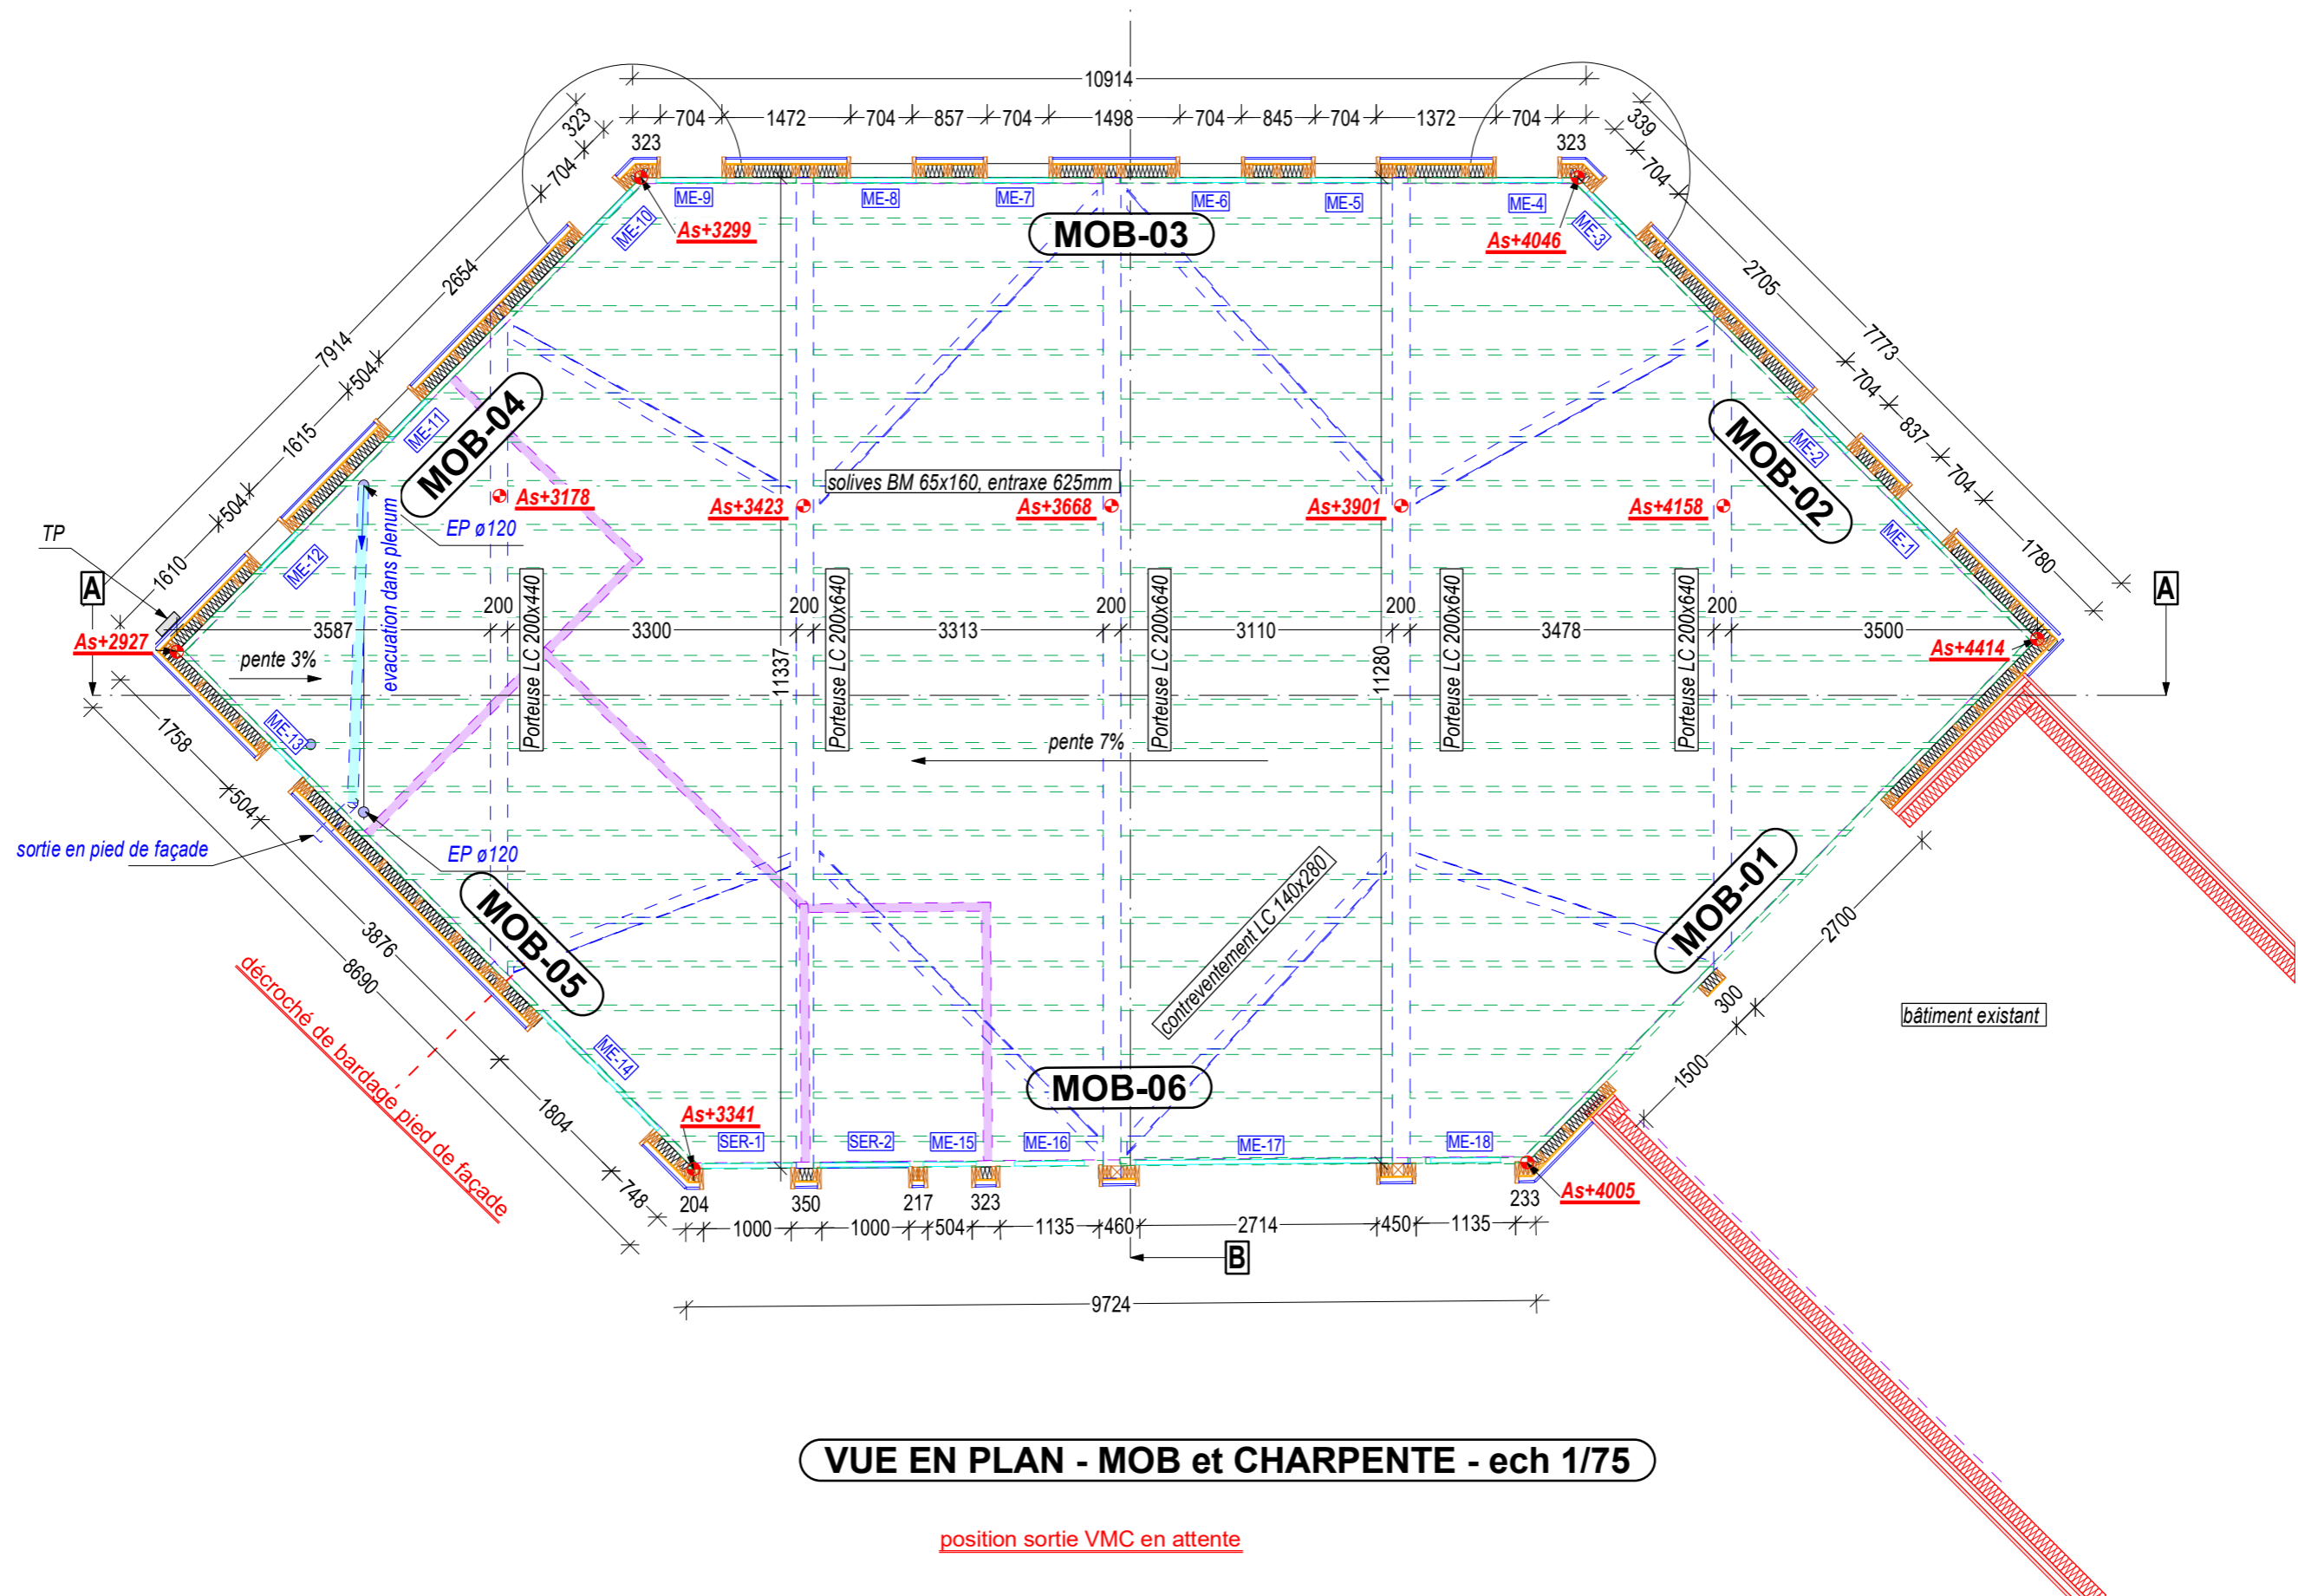 10914
704 1472 704 857 704 1498 704 845 704 1372 704
323 323
323 339
704 704
ME-9 ME-8 ME-7 ME-6 ME-5 ME-4
ME-10 ME-3
As+3299 MOB-03 As+4046
2654 2705
7914 7773
504 704
ME-11 MOB-04 MOB-02 ME-2
1615 837
504 704
solives BM 65x160, entraxe 625mm
As+3178 As+3423 As+3668 As+3901 As+4158
EP ø120
evacuation dans plenum
TP
ME-12 ME-1
1610 1780
A A
Porteuse LC 200x440
Porteuse LC 200x640
Porteuse LC 200x640
Porteuse LC 200x640
Porteuse LC 200x640
200 200 200 200 200
3587 3300 3313 3110 3478 3500
As+2927 As+4414
pente 3%
11337 11280
pente 7%
ME-13
1758
504
sortie en pied de façade
EP ø120
MOB-05 MOB-01
contreventement LC 140x280
2700
3876
8690
300
bâtiment existant
1500
décroché de bardage pied de façade
ME-14
1804
748
MOB-06
As+3341
SER-1 SER-2 ME-15 ME-16 ME-17 ME-18
As+4005
204 350 217 323 233
1000 1000 504 1135 460 2714 450 1135
B
9724
VUE EN PLAN - MOB et CHARPENTE - ech 1/75
position sortie VMC en attente